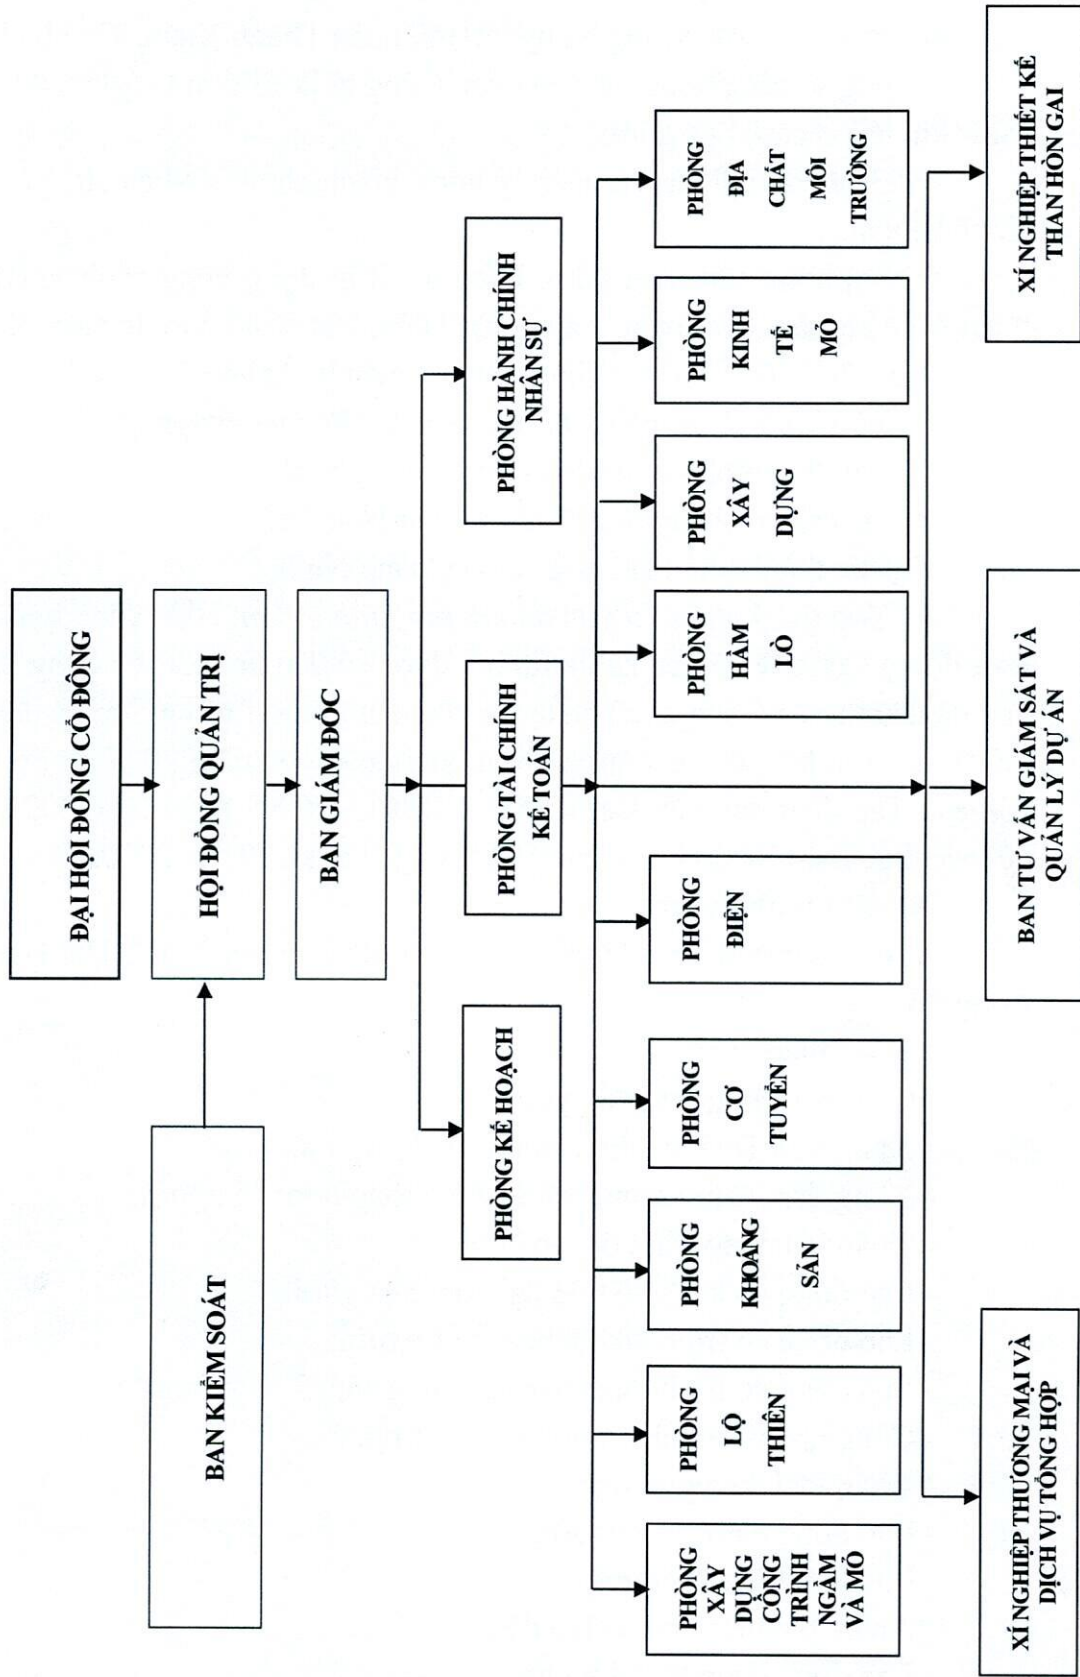 ĐẠI HỘI ĐỒNG CỔ ĐÔNG
BAN KIỂM SOÁT
HỘI ĐỒNG QUẢN TRỊ
BAN GIÁM ĐỐC
PHÒNG KẾ HOẠCH
PHÒNG TÀI CHÍNH
KẾ TOÁN
PHÒNG HÀNH CHÍNH
NHÂN SỰ
PHÒNG
XÂY
DỰNG
CÔNG
TRÌNH
NGẦM
VÀ MỎ
PHÒNG
LỘ
THIÊN
PHÒNG
KHOÁNG
SẢN
PHÒNG
CƠ
TUYỂN
PHÒNG
ĐIỆN
PHÒNG
HẦM
LÒ
PHÒNG
XÂY
DỰNG
PHÒNG
KINH
TẾ
MỎ
PHÒNG
ĐỊA
CHẤT
MÔI
TRƯỜNG
XÍ NGHIỆP THƯƠNG MẠI VÀ
DỊCH VỤ TỔNG HỢP
BAN TƯ VẤN GIÁM SÁT VÀ
QUẢN LÝ DỰ ÁN
XÍ NGHIỆP THIẾT KẾ
THAN HÒN GAI